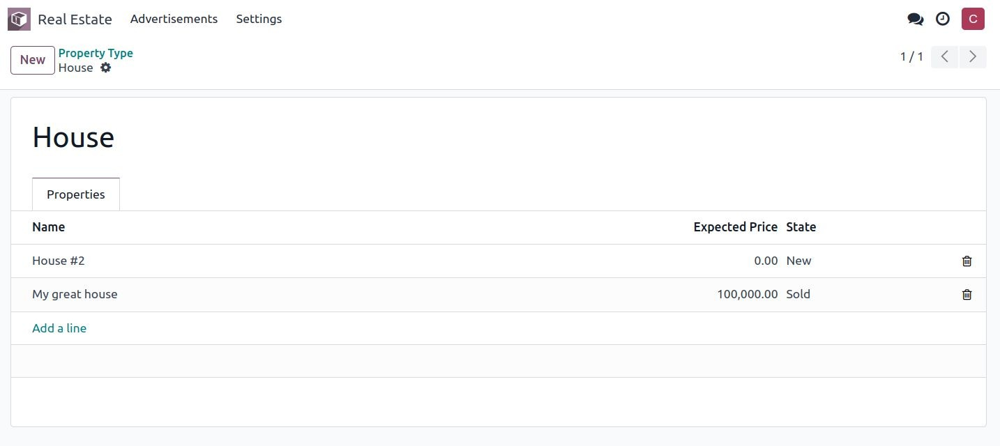 Real Estate Advertisements Settings C
New Property Type
House 1 / 1
House
Properties
Name Expected Price State
House #2 0.00 New
My great house 100,000.00 Sold
Add a line